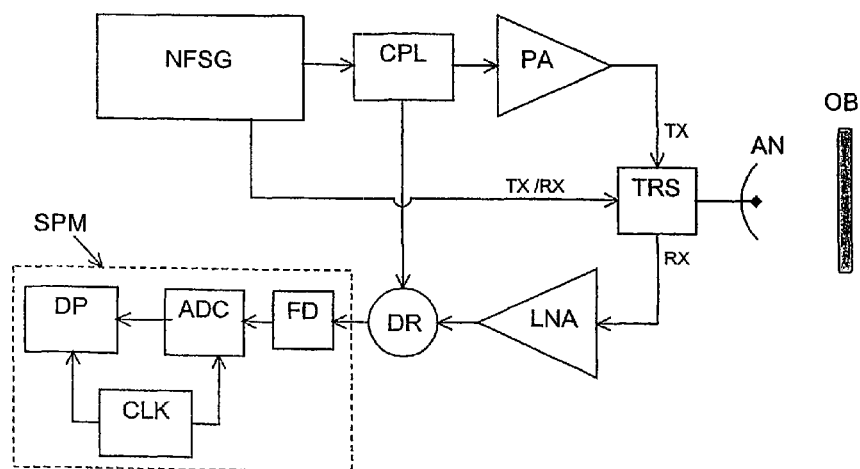 NFSG
CPL
PA
OB
TX
AN
TX/RX
TRS
RX
SPM
DP
ADC
FD
DR
LNA
CLK